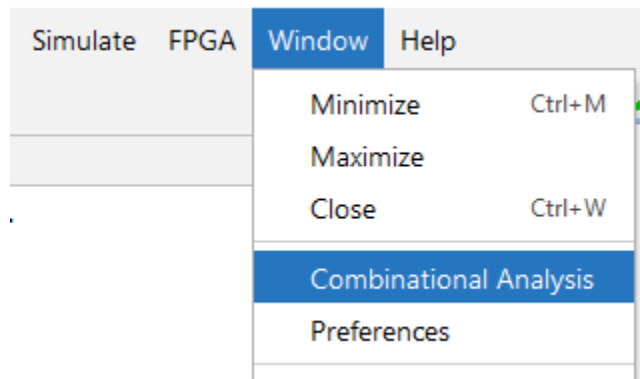 Simulate FPGA Window Help
Minimize Ctrl+M
Maximize
Close Ctrl+W
Combinational Analysis
Preferences